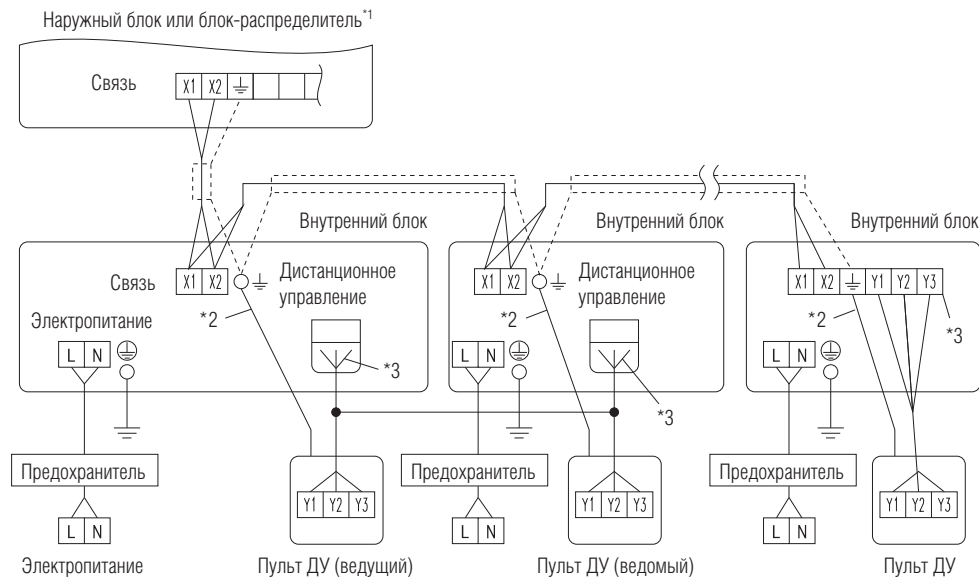 Наружный блок или блок-распределитель*1
Связь
X1 X2
Внутренний блок
Внутренний блок
Внутренний блок
Связь
X1 X2
Дистанционное
управление
X1 X2
Дистанционное
управление
X1 X2 Y1 Y2 Y3
*2
*2
*2
*3
Электропитание
L N
*3
L N
*3
L N
Предохранитель
Предохранитель
Предохранитель
Y1 Y2 Y3
Y1 Y2 Y3
Y1 Y2 Y3
L N
L N
L N
Электропитание
Пульт ДУ (ведущий)
Пульт ДУ (ведомый)
Пульт ДУ